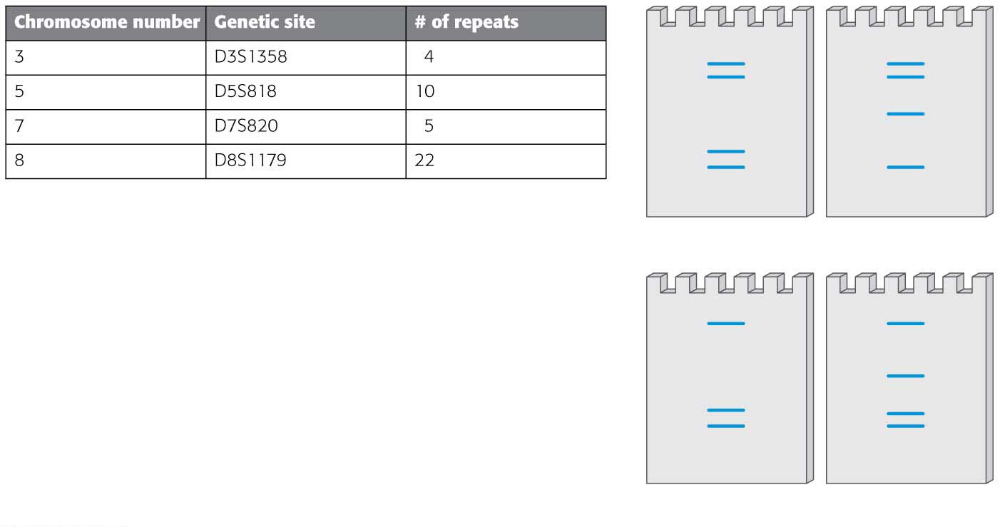 Chromosome number Genetic site # of repeats
3 D3S1358 4
5 D5S818 10
7 D7S820 5
8 D8S1179 22